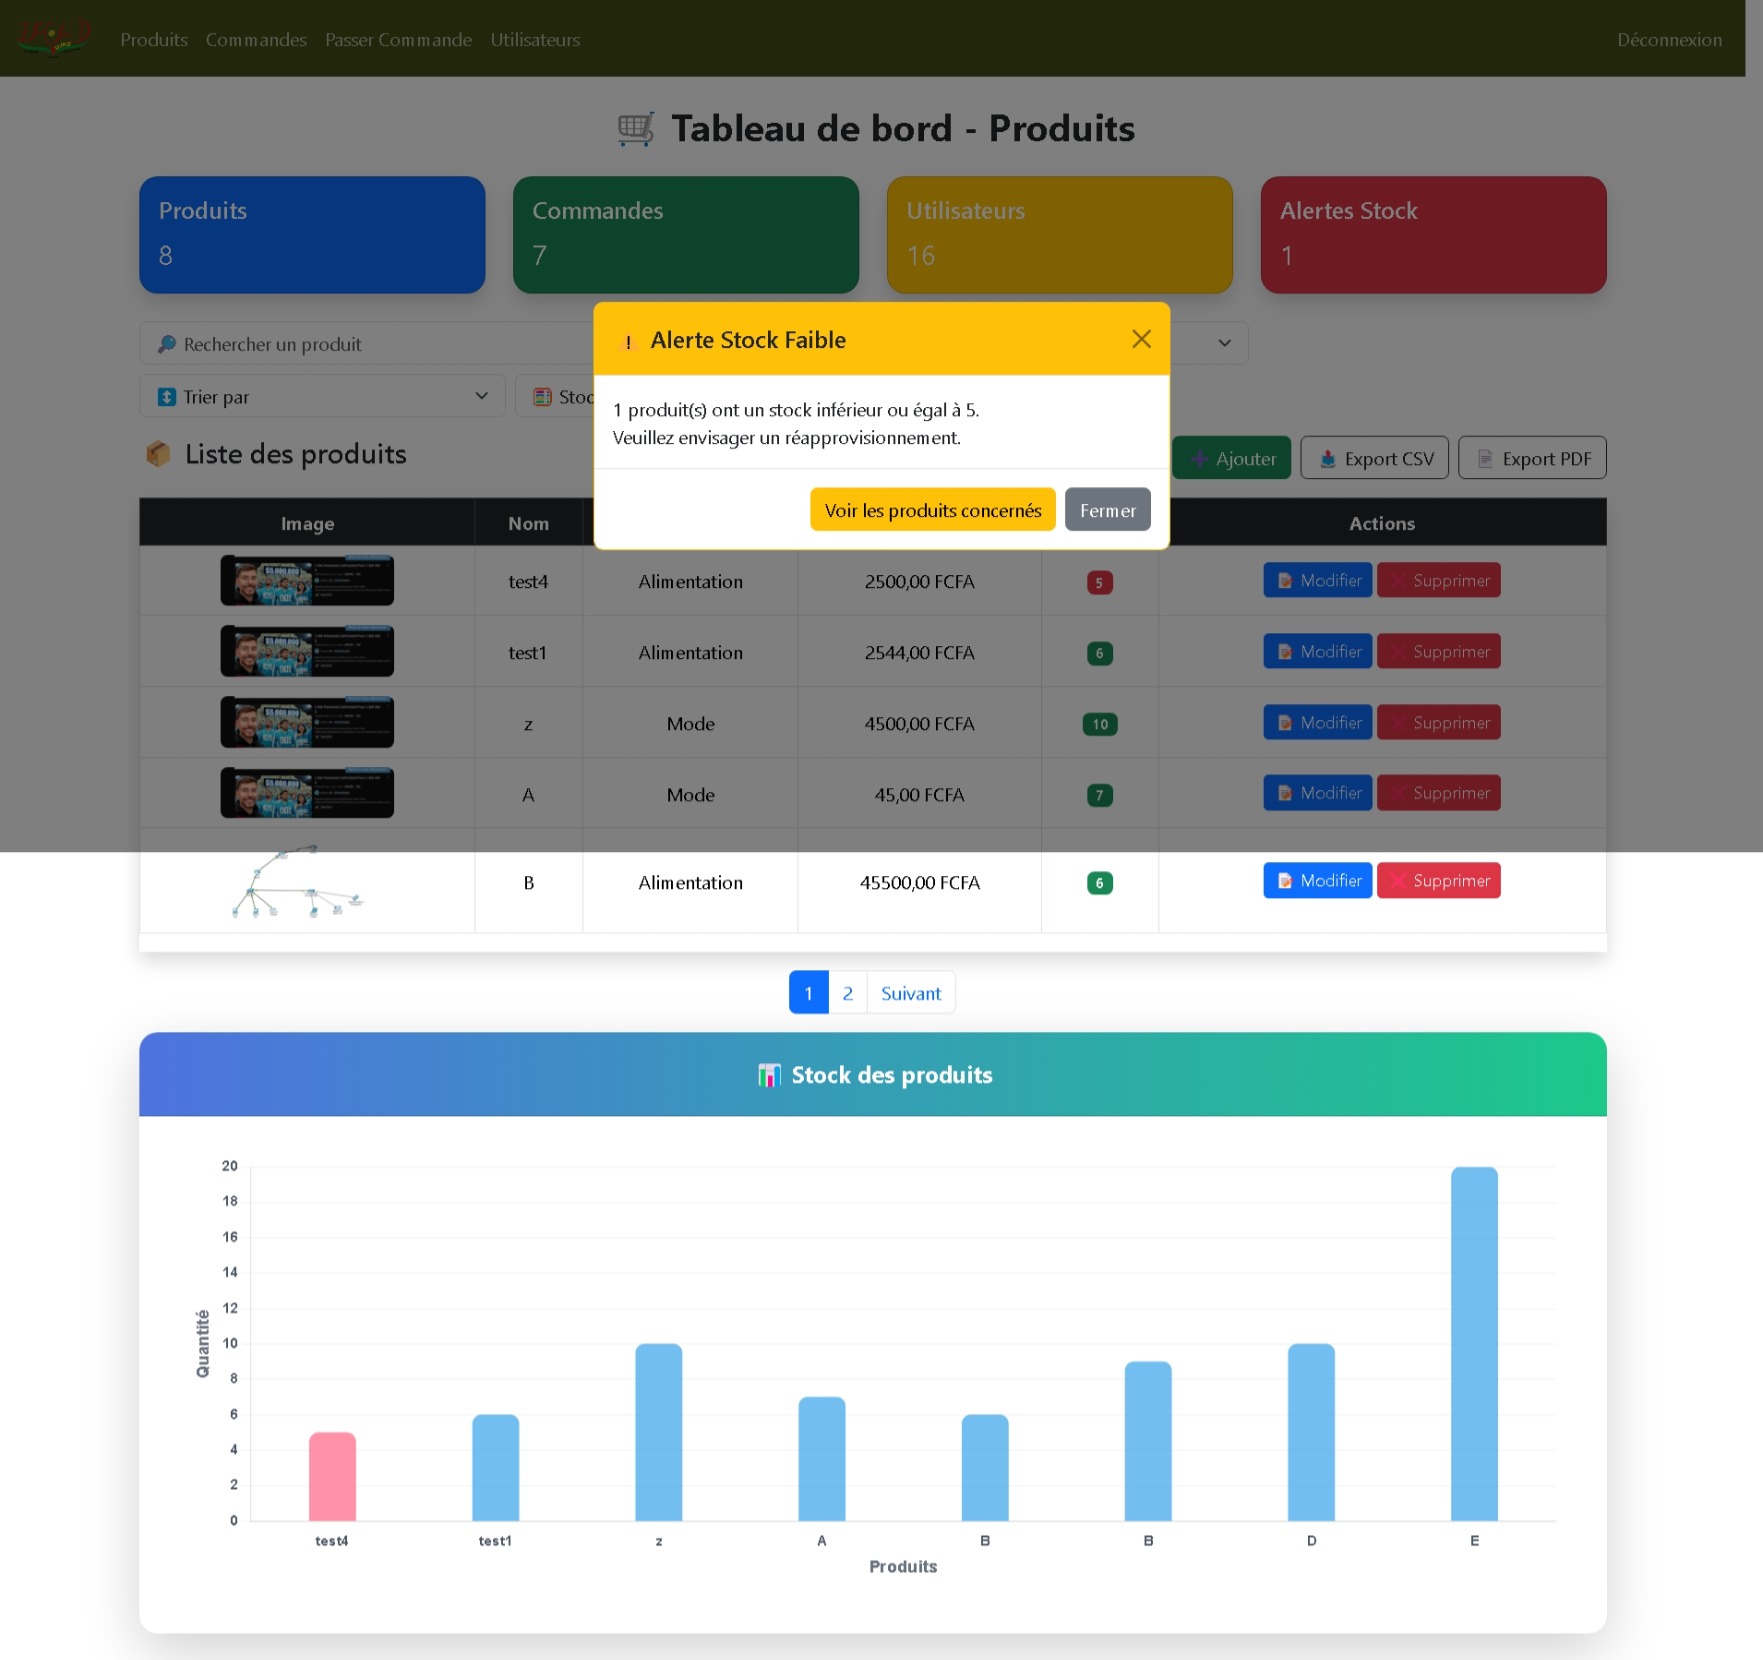 Produits Commandes Passer Commande Utilisateurs Déconnexion
🛒 Tableau de bord - Produits
Produits Commandes Utilisateurs Alertes Stock
8 7 16 1
⚠ Alerte Stock Faible
🔎 Rechercher un produit
1 produit(s) ont un stock inférieur ou égal à 5.
Veuillez envisager un réapprovisionnement.
Trier par
📦 Liste des produits
Ajouter Export CSV Export PDF
Voir les produits concernés Fermer
Image Nom Actions
test4 Alimentation 2500,00 FCFA 5 Modifier Supprimer
test1 Alimentation 2544,00 FCFA 6 Modifier Supprimer
z Mode 4500,00 FCFA 10 Modifier Supprimer
A Mode 45,00 FCFA 7 Modifier Supprimer
B Alimentation 45500,00 FCFA 6 Modifier Supprimer
1 2 Suivant
📊 Stock des produits
20
18
16
14
12
10
8
6
4
2
0
Quantité
test4 test1 z A B B D E
Produits